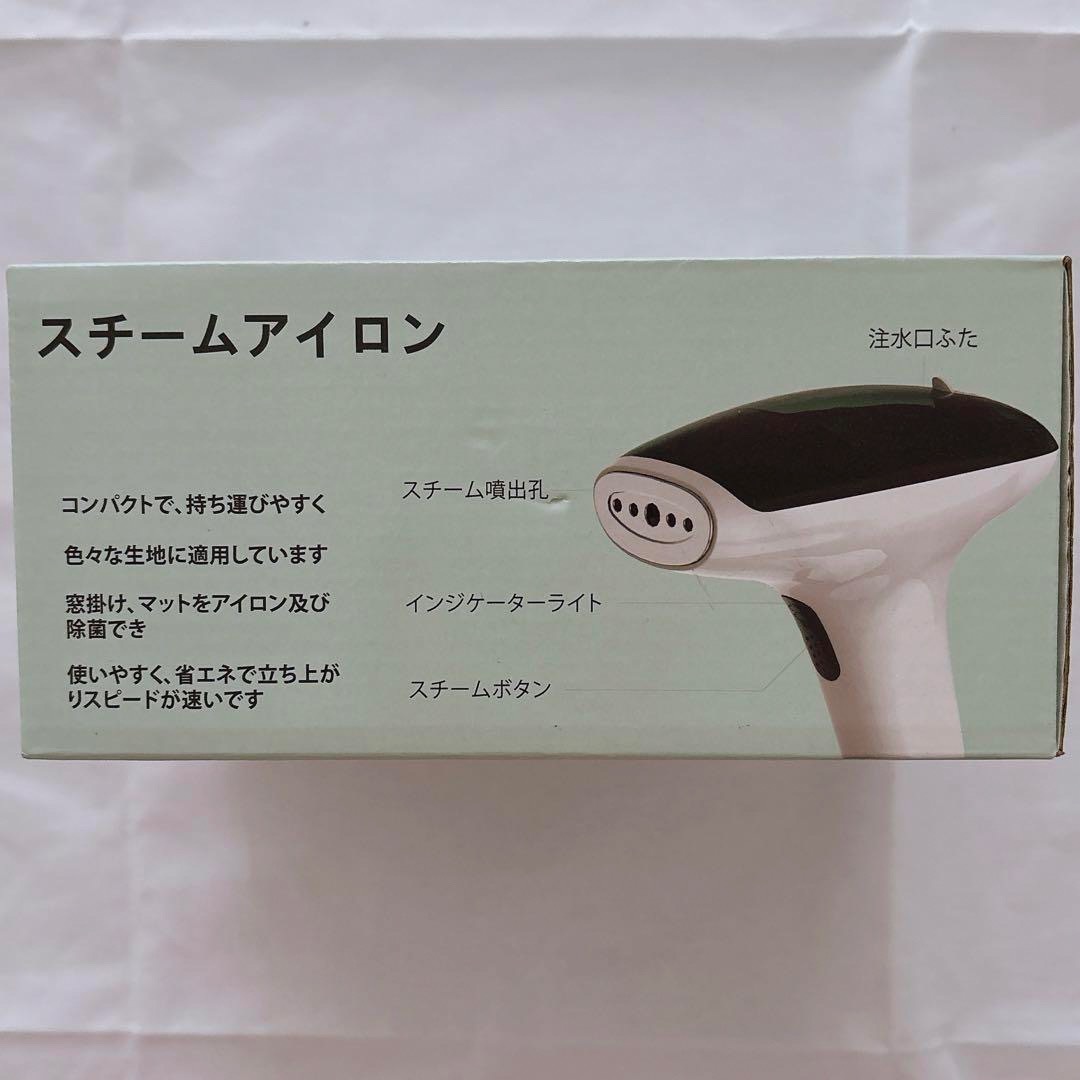 スチームアイロン
注水口ふた
スチーム噴出孔
コンパクトで、持ち運びやすく
色々な生地に適用しています
窓掛け、マットをアイロン及び
除菌でき
インジケーターライト
使いやすく、省エネで立ち上が
りスピードが速いです
スチームボタン